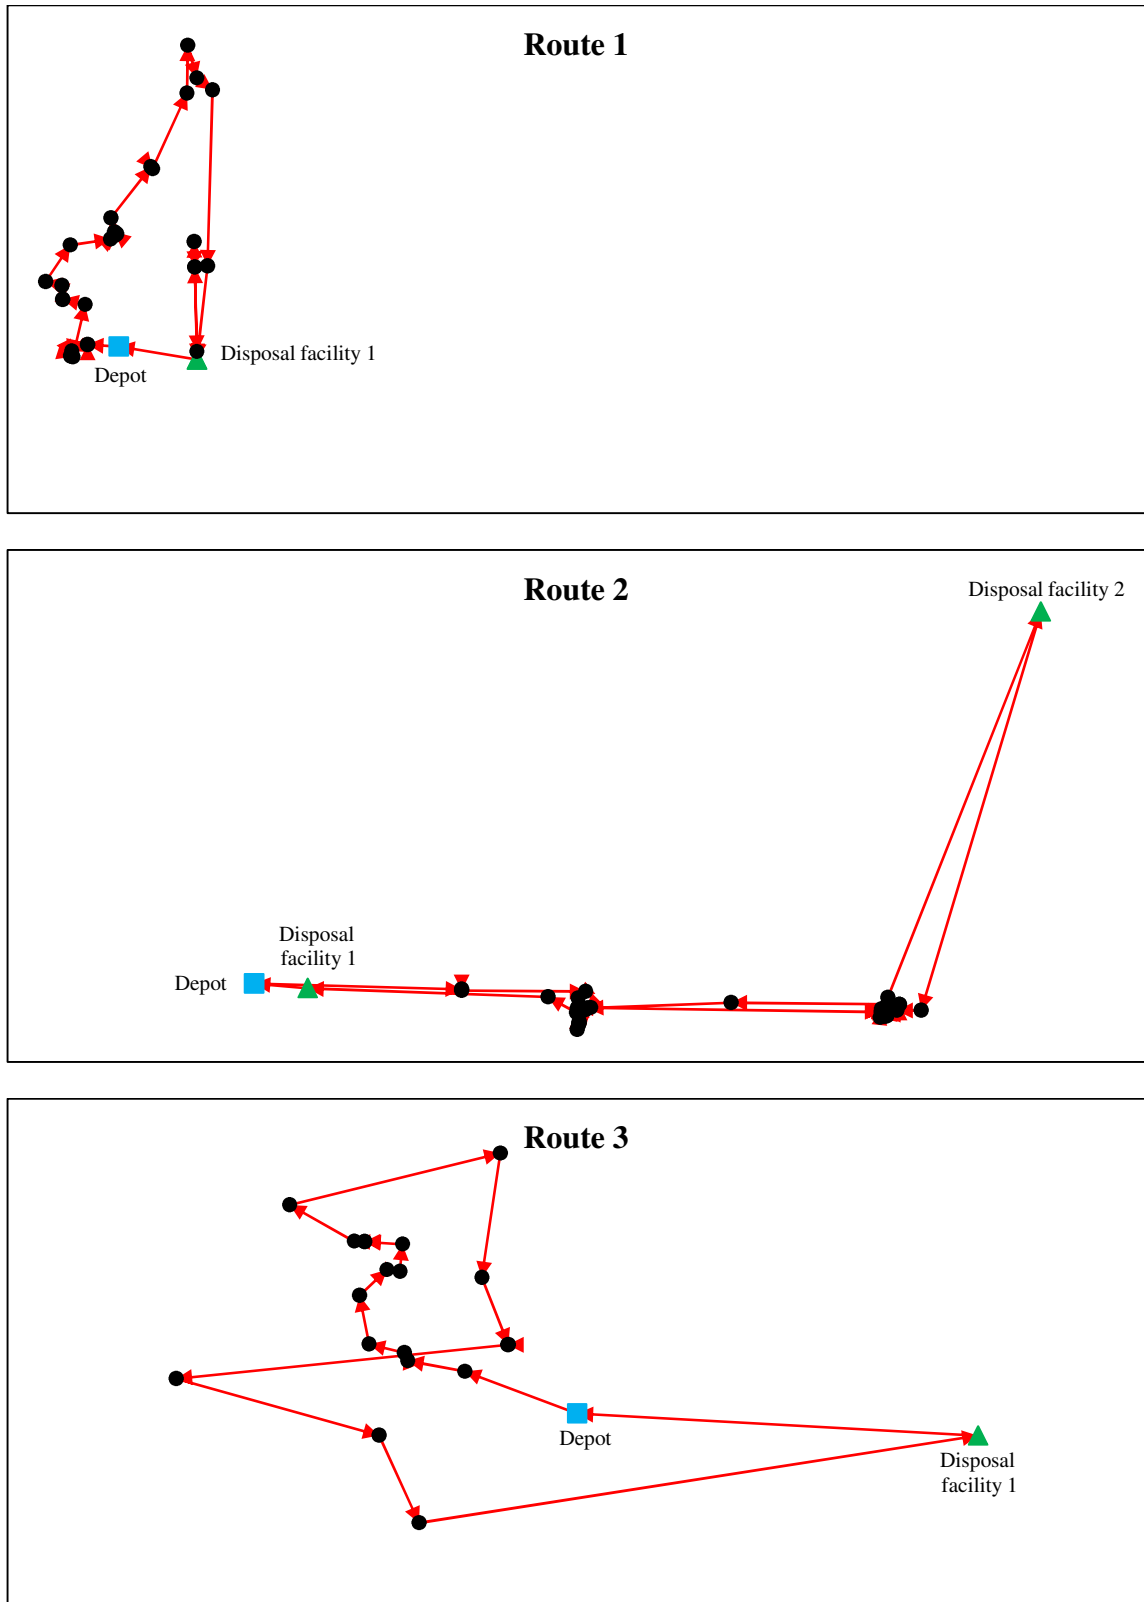 Route 1
Disposal facility 1
Depot
Route 2
Disposal facility 2
Disposal
facility 1
Depot
Route 3
Depot
Disposal
facility 1